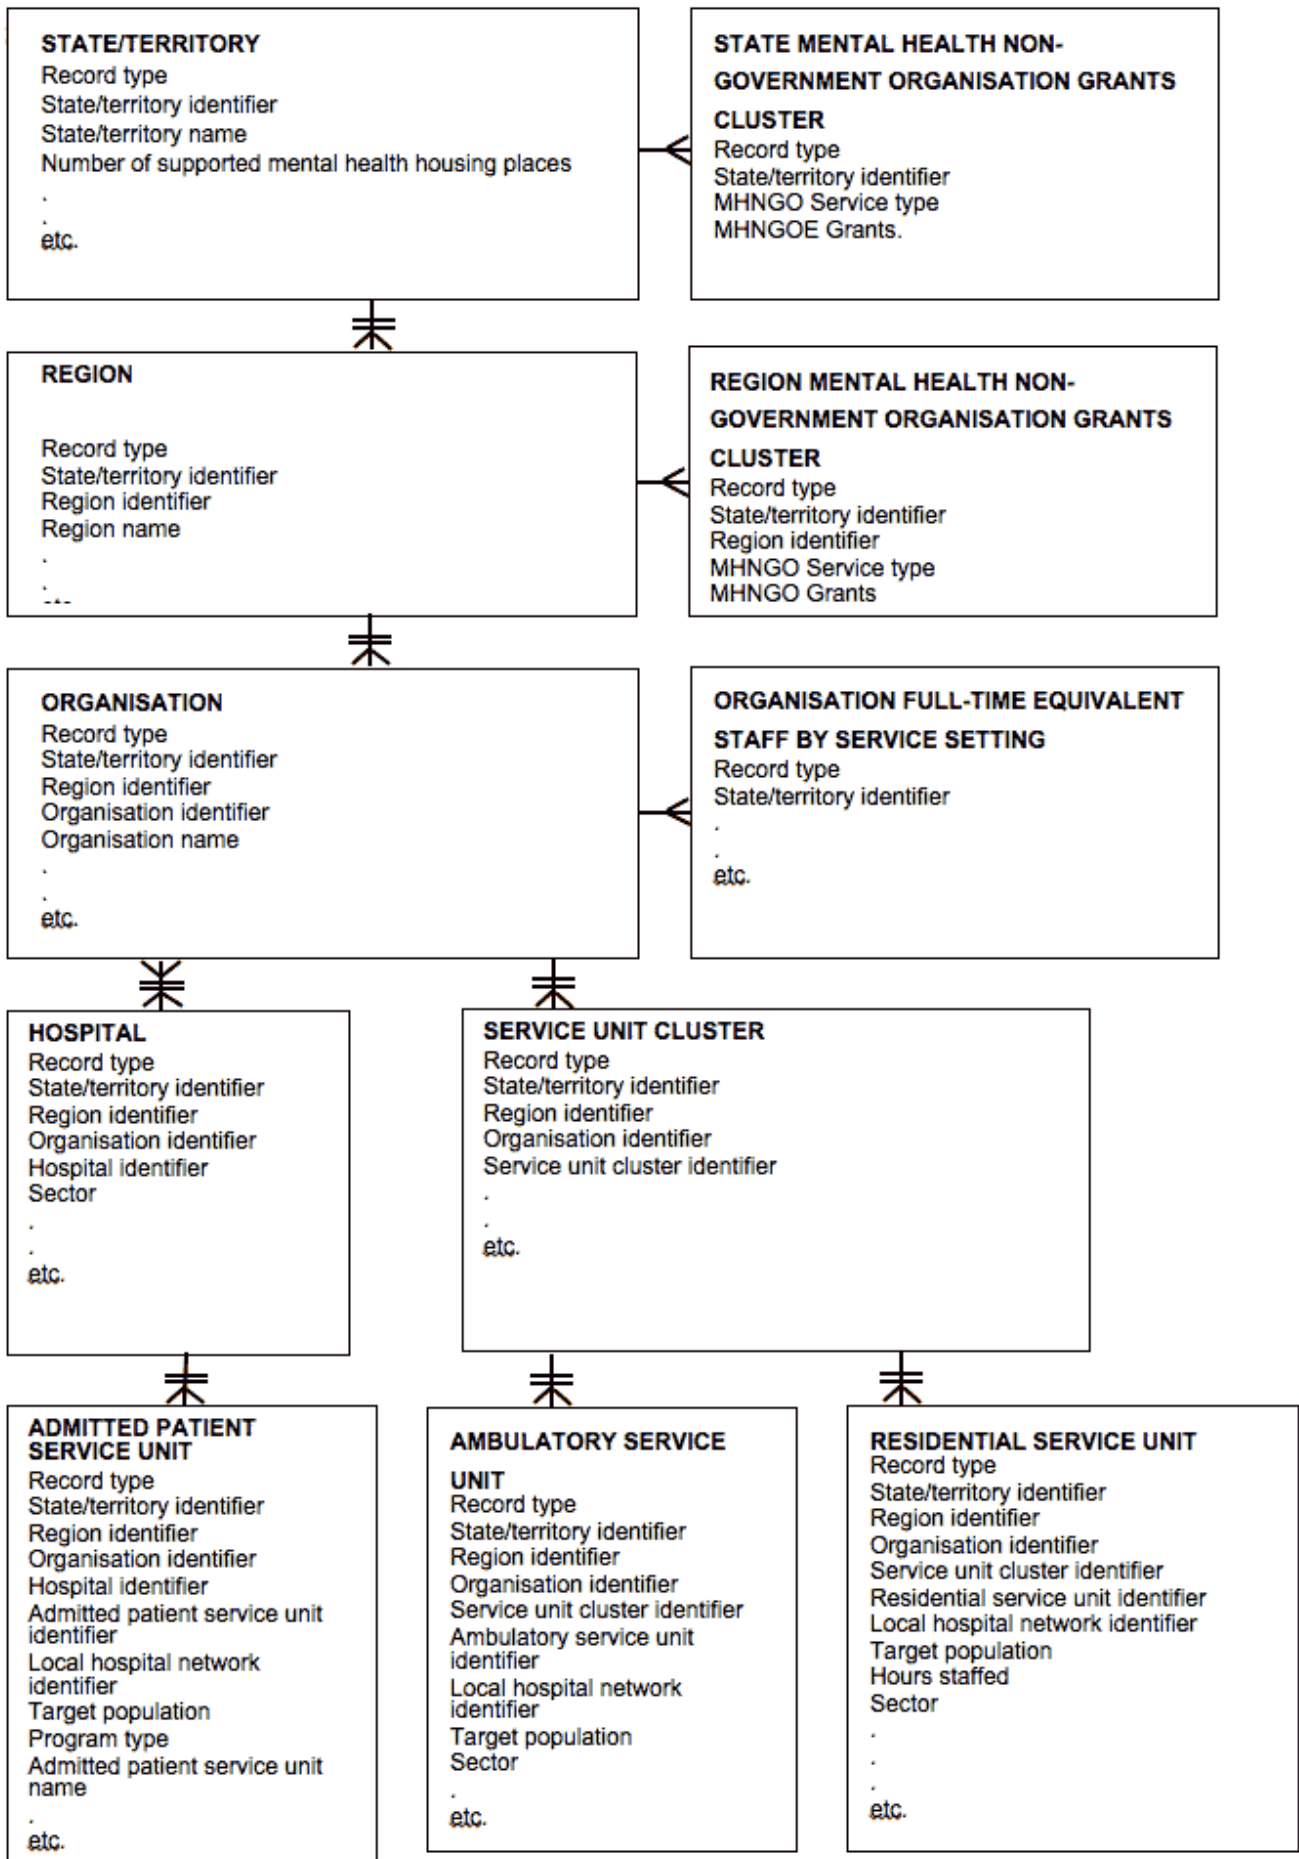 STATE/TERRITORY
Record type
State/territory identifier
State/territory name
Number of supported mental health housing places
.
.
etc.
STATE MENTAL HEALTH NON-
GOVERNMENT ORGANISATION GRANTS
CLUSTER
Record type
State/territory identifier
MHNGO Service type
MHNGOE Grants.
REGION
Record type
State/territory identifier
Region identifier
Region name
.
.
REGION MENTAL HEALTH NON-
GOVERNMENT ORGANISATION GRANTS
CLUSTER
Record type
State/territory identifier
Region identifier
MHNGO Service type
MHNGO Grants
ORGANISATION
Record type
State/territory identifier
Region identifier
Organisation identifier
Organisation name
.
.
etc.
ORGANISATION FULL-TIME EQUIVALENT
STAFF BY SERVICE SETTING
Record type
State/territory identifier
.
.
etc.
HOSPITAL
Record type
State/territory identifier
Region identifier
Organisation identifier
Hospital identifier
Sector
.
.
etc.
SERVICE UNIT CLUSTER
Record type
State/territory identifier
Region identifier
Organisation identifier
Service unit cluster identifier
.
.
etc.
ADMITTED PATIENT
SERVICE UNIT
Record type
State/territory identifier
Region identifier
Organisation identifier
Hospital identifier
Admitted patient service unit
identifier
Local hospital network
identifier
Target population
Program type
Admitted patient service unit
name
.
etc.
AMBULATORY SERVICE
UNIT
Record type
State/territory identifier
Region identifier
Organisation identifier
Service unit cluster identifier
Ambulatory service unit
identifier
Local hospital network
identifier
Target population
Sector
.
etc.
RESIDENTIAL SERVICE UNIT
Record type
State/territory identifier
Region identifier
Organisation identifier
Service unit cluster identifier
Residential service unit identifier
Local hospital network identifier
Target population
Hours staffed
Sector
.
.
.
etc.